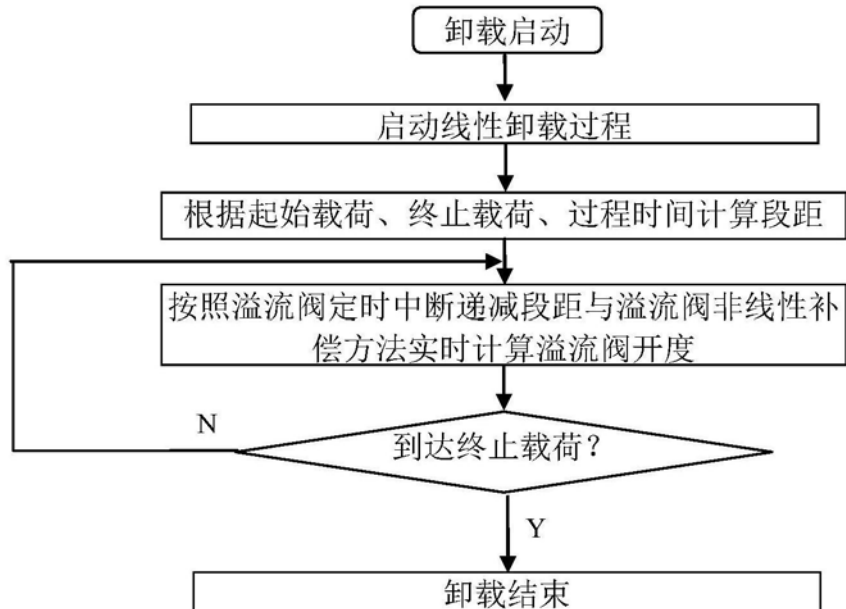 卸载启动
启动线性卸载过程
根据起始载荷、终止载荷、过程时间计算段距
按照溢流阀定时中断递减段距与溢流阀非线性补
偿方法实时计算溢流阀开度
N
到达终止载荷？
Y
卸载结束